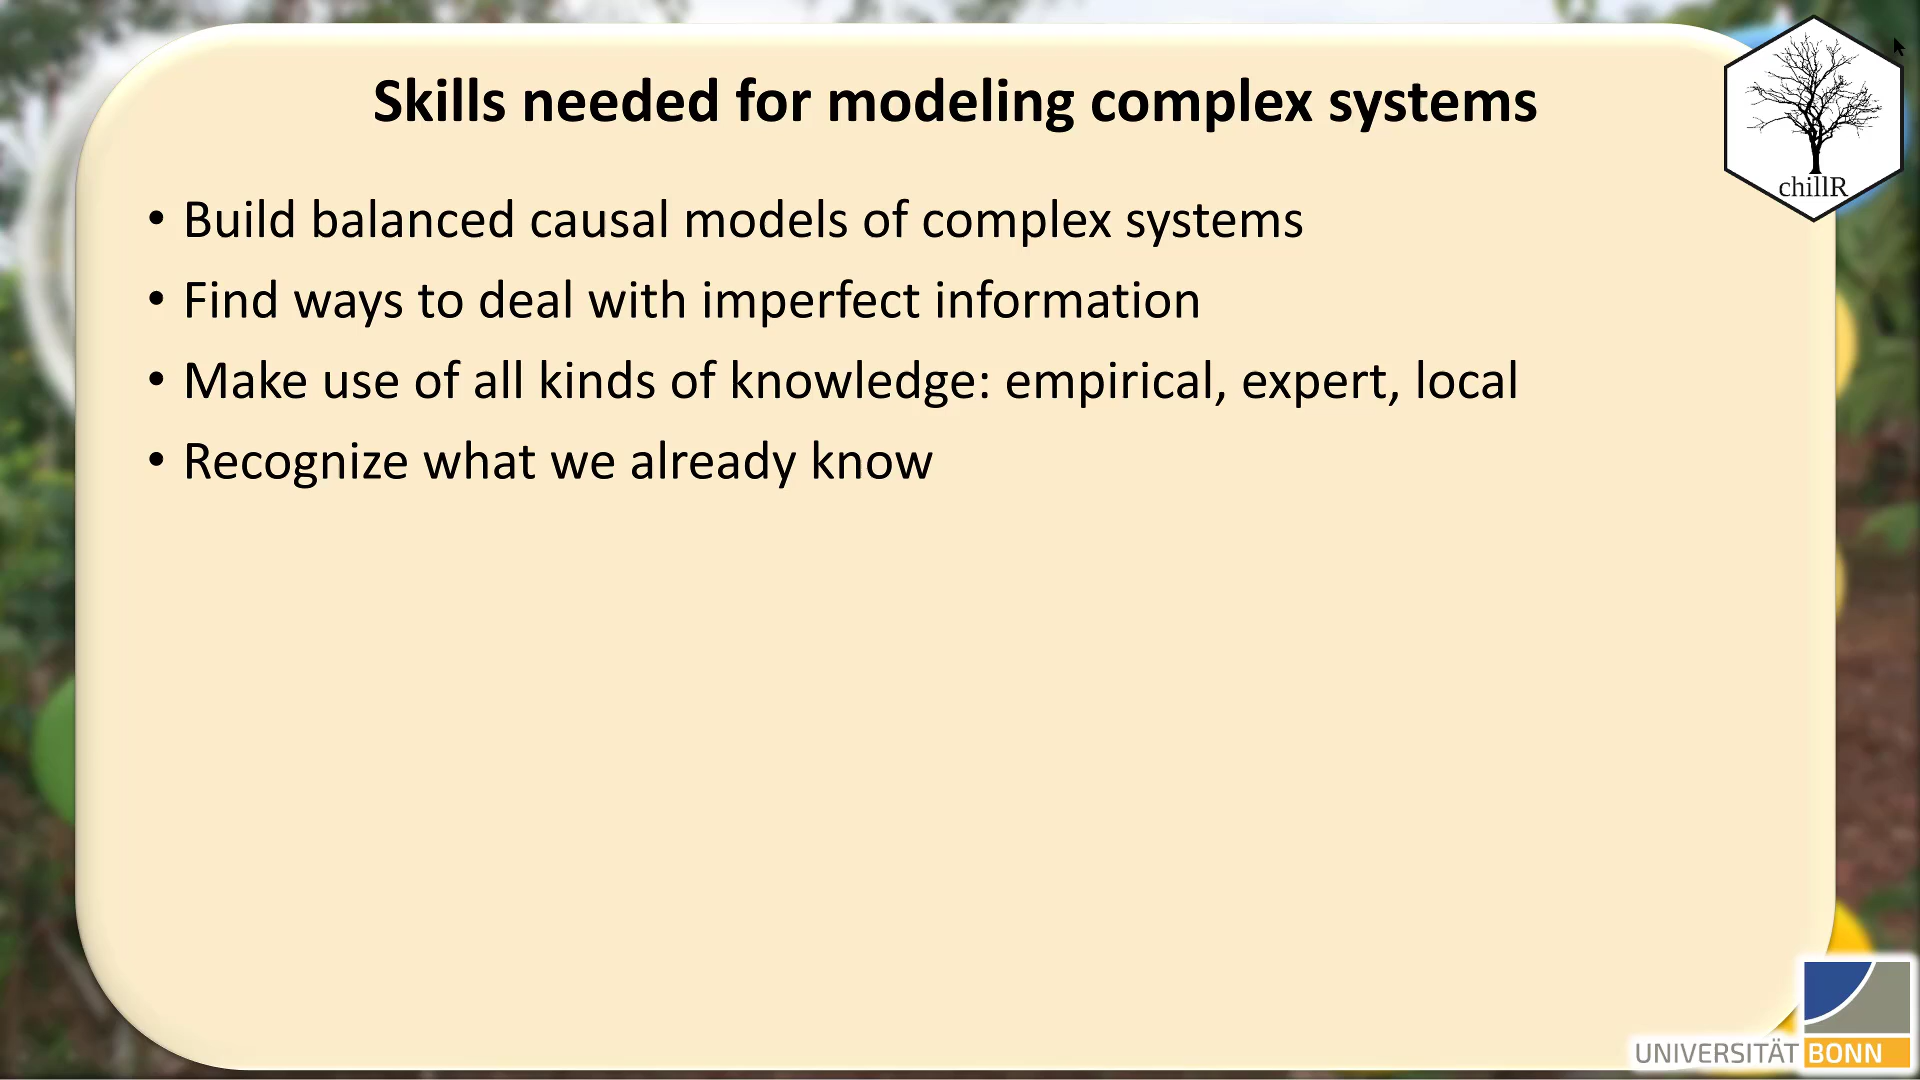 Skills needed for modeling complex systems
chillR
• Build balanced causal models of complex systems
• Find ways to deal with imperfect information
• Make use of all kinds of knowledge: empirical, expert, local
• Recognize what we already know
UNIVERSITÄT BONN